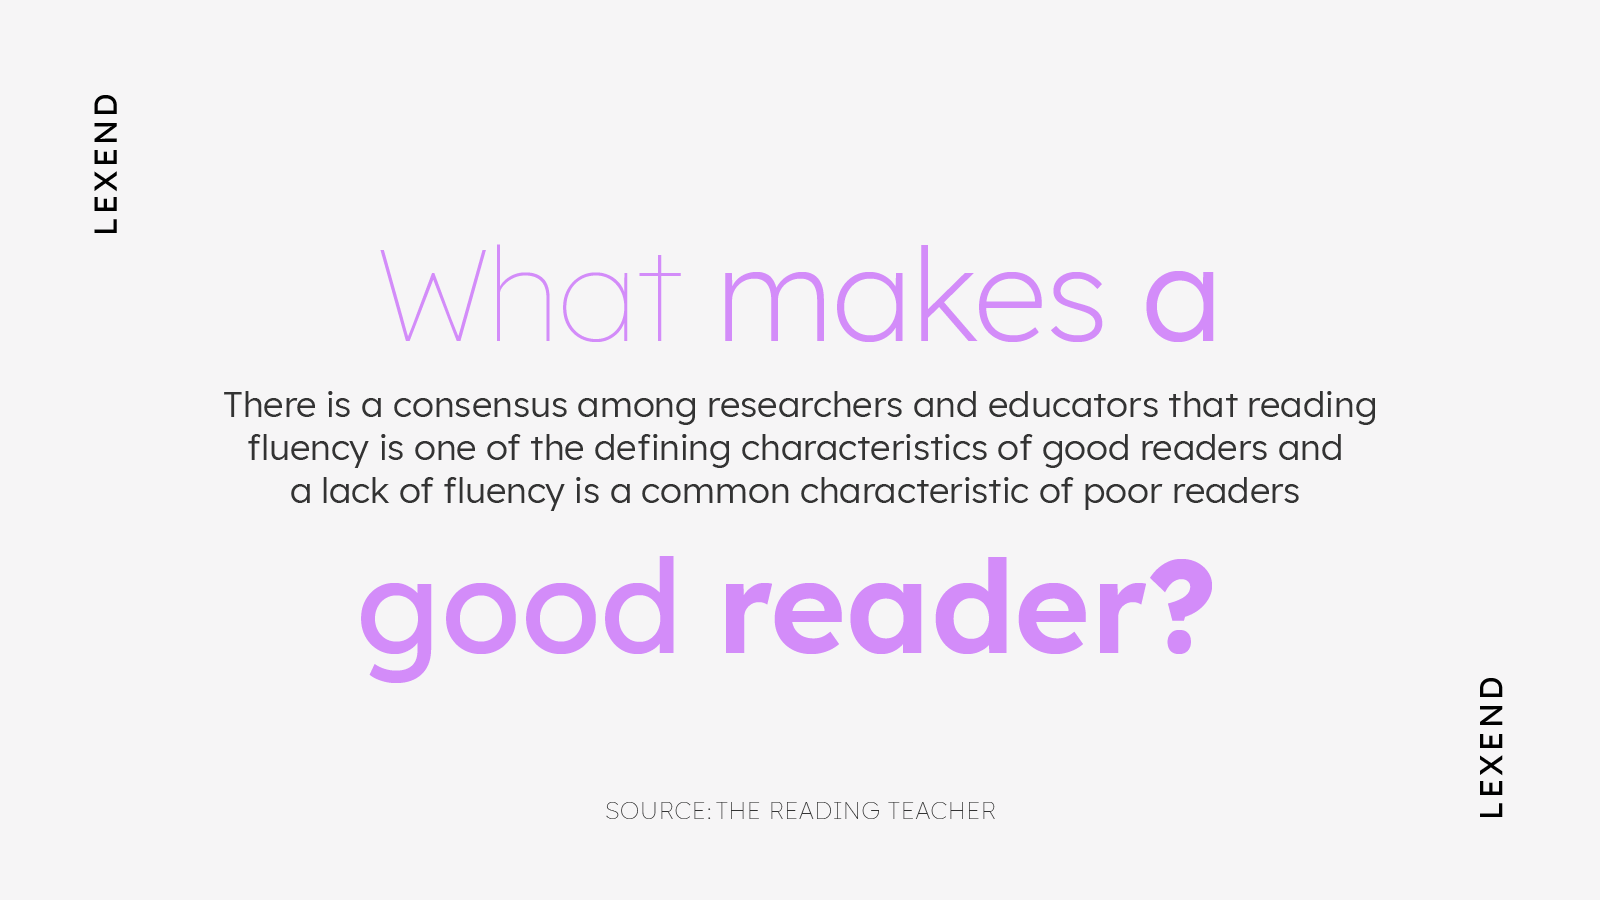 LEXEND
What makes a
There is a consensus among researchers and educators that reading
fluency is one of the defining characteristics of good readers and
a lack of fluency is a common characteristic of poor readers
good reader?
LEXEND
SOURCE: THE READING TEACHER